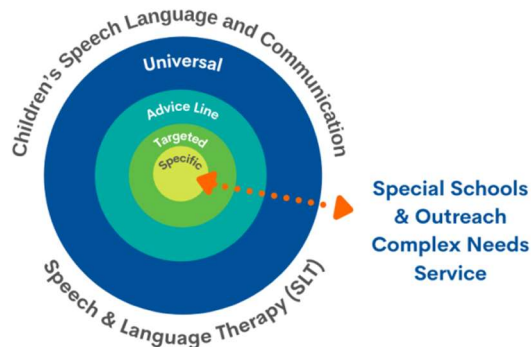 Children's Speech Language and Communication
Universal
Advice Line
Targeted
Specific
Special Schools
& Outreach
Complex Needs
Service
Speech & Language Therapy (SLT)